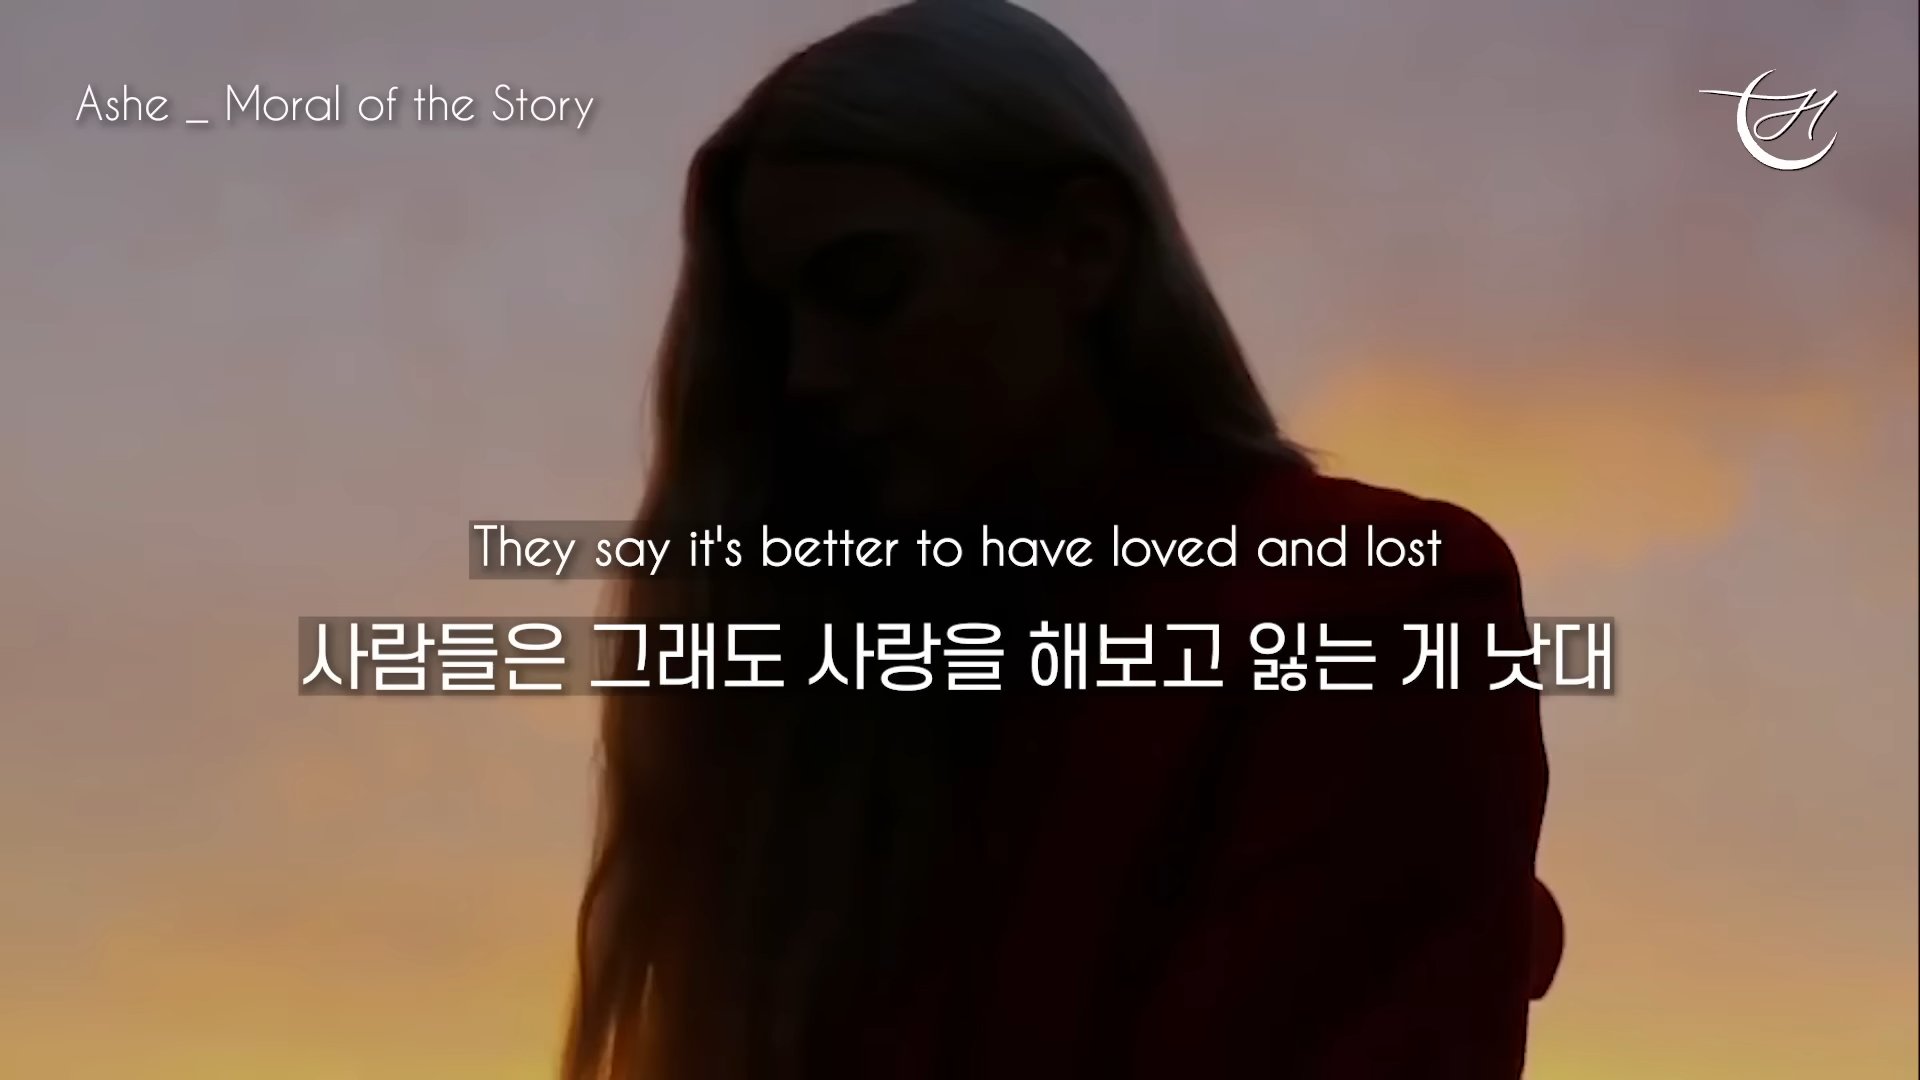 Ashe _ Moral of the Story
They say it's better to have loved and lost
사람들은 그래도 사랑을 해보고 잃는 게 낫대